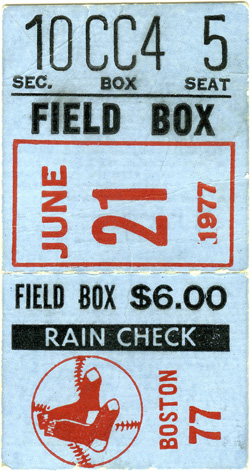 10 CC4 5
SEC. BOX SEAT
FIELD BOX
JUNE 21 1977
FIELD BOX $6.00
RAIN CHECK
BOSTON 77